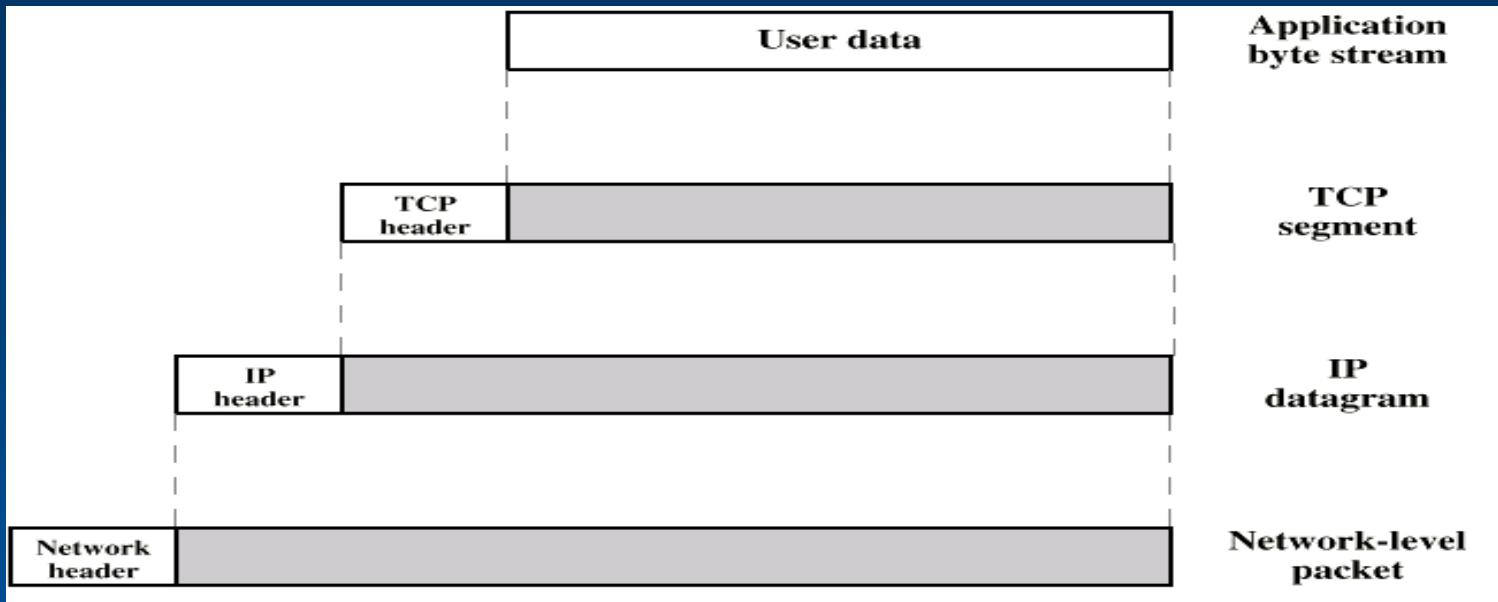 User data
Application
byte stream
TCP
header
TCP
segment
IP
header
IP
datagram
Network
header
Network-level
packet